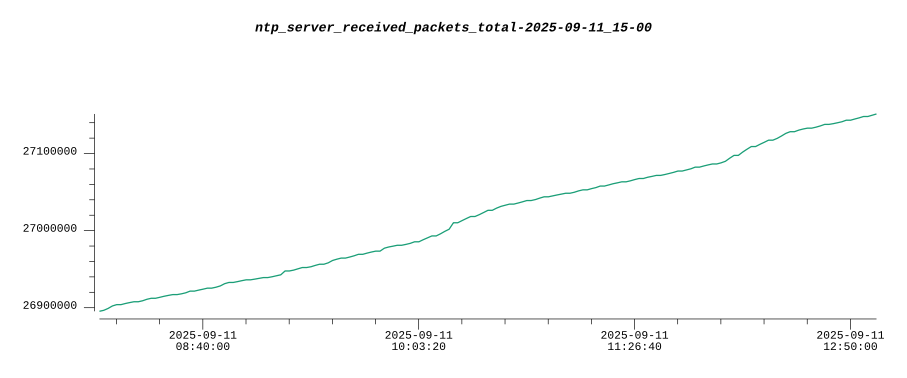 ntp_server_received_packets_total-2025-09-11_15-00
27100000
27000000
26900000
2025-09-11 2025-09-11 2025-09-11 2025-09-11
08:40:00 10:03:20 11:26:40 12:50:00